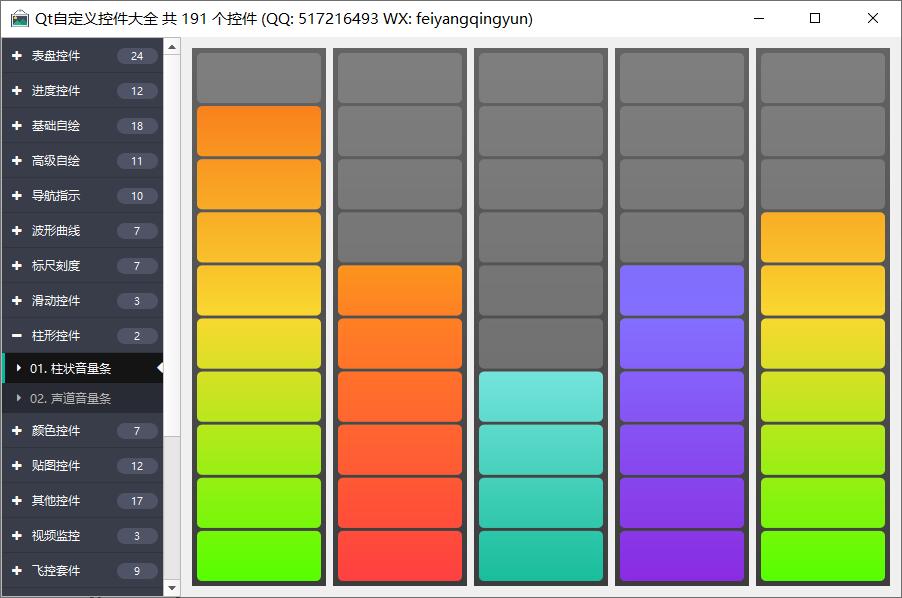 Qt自定义控件大全 共 191 个控件 (QQ: 517216493 WX: feiyangqingyun)
表盘控件 24
进度控件 12
基础自绘 18
高级自绘 11
导航指示 10
波形曲线 7
标尺刻度 7
滑动控件 3
柱形控件 2
01. 柱状音量条
02. 声道音量条
颜色控件 7
贴图控件 12
其他控件 17
视频监控 3
飞控套件 9